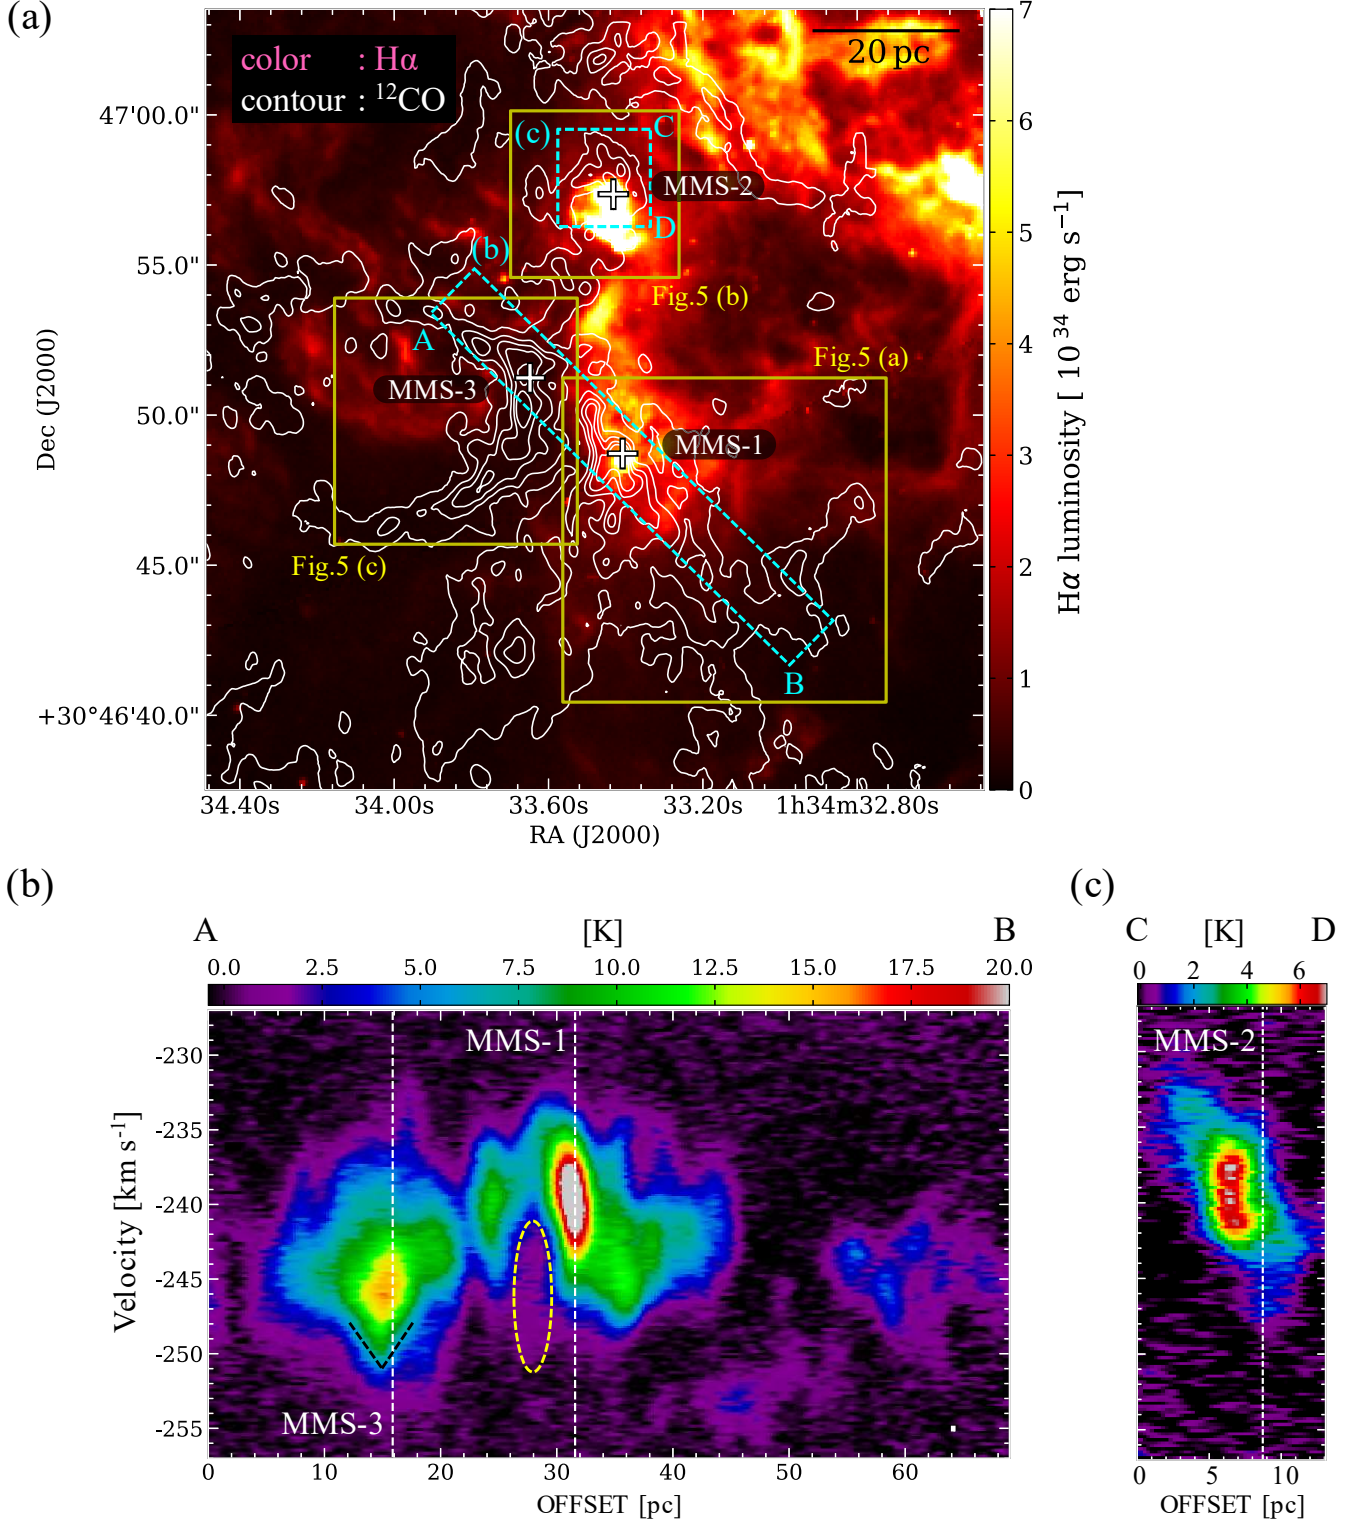 (a)
color : Hα
contour : ¹²CO
20 pc
(c)
C
MMS-2
D
(b)
Fig.5 (b)
A
Fig.5 (a)
MMS-3
MMS-1
Fig.5 (c)
B
47'00.0"
55.0"
50.0"
45.0"
+30°46'40.0"
Dec (J2000)
34.40s 34.00s 33.60s 33.20s 1h34m32.80s
RA (J2000)
7
6
5
4
3
2
1
0
Hα luminosity [ 10³⁴ erg s⁻¹]
(b)
A [K] B
0.0 2.5 5.0 7.5 10.0 12.5 15.0 17.5 20.0
MMS-1
MMS-3
-230
-235
-240
-245
-250
-255
Velocity [km s⁻¹]
0 10 20 30 40 50 60
OFFSET [pc]
(c)
C [K] D
0 2 4 6
MMS-2
0 5 10
OFFSET [pc]